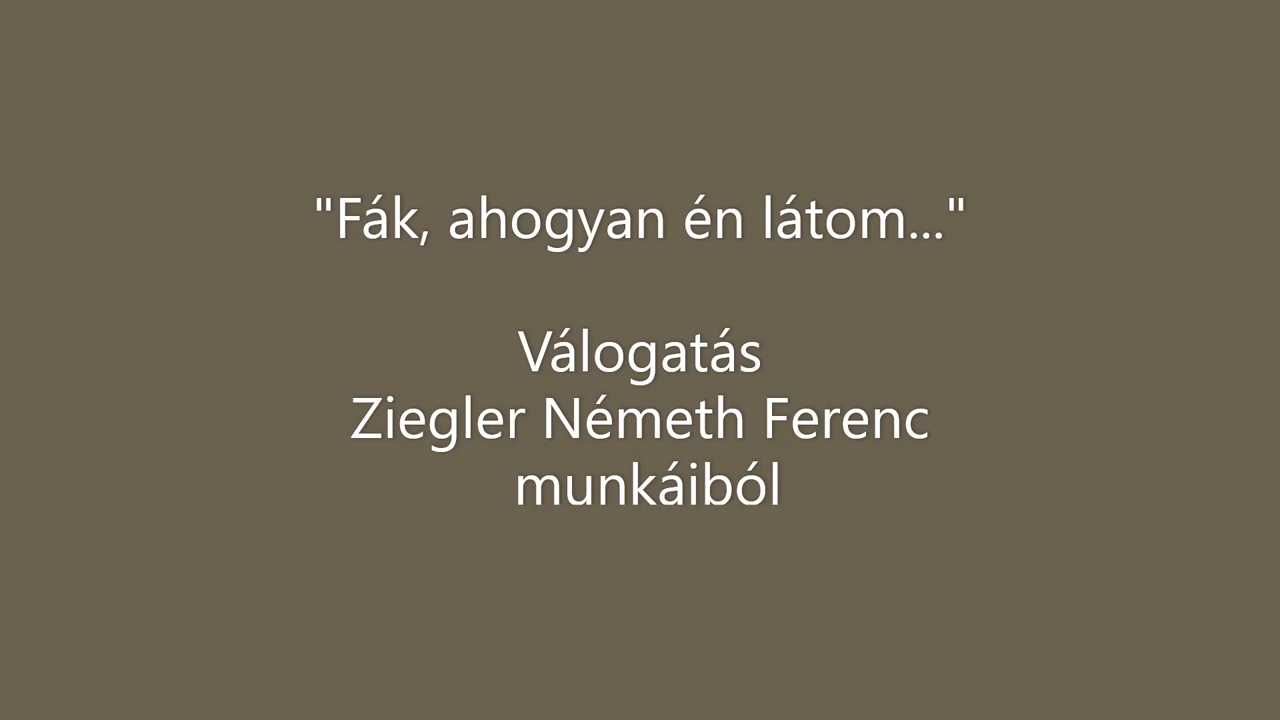 "Fák, ahogyan én látom..."
Válogatás
Ziegler Németh Ferenc
munkáiból